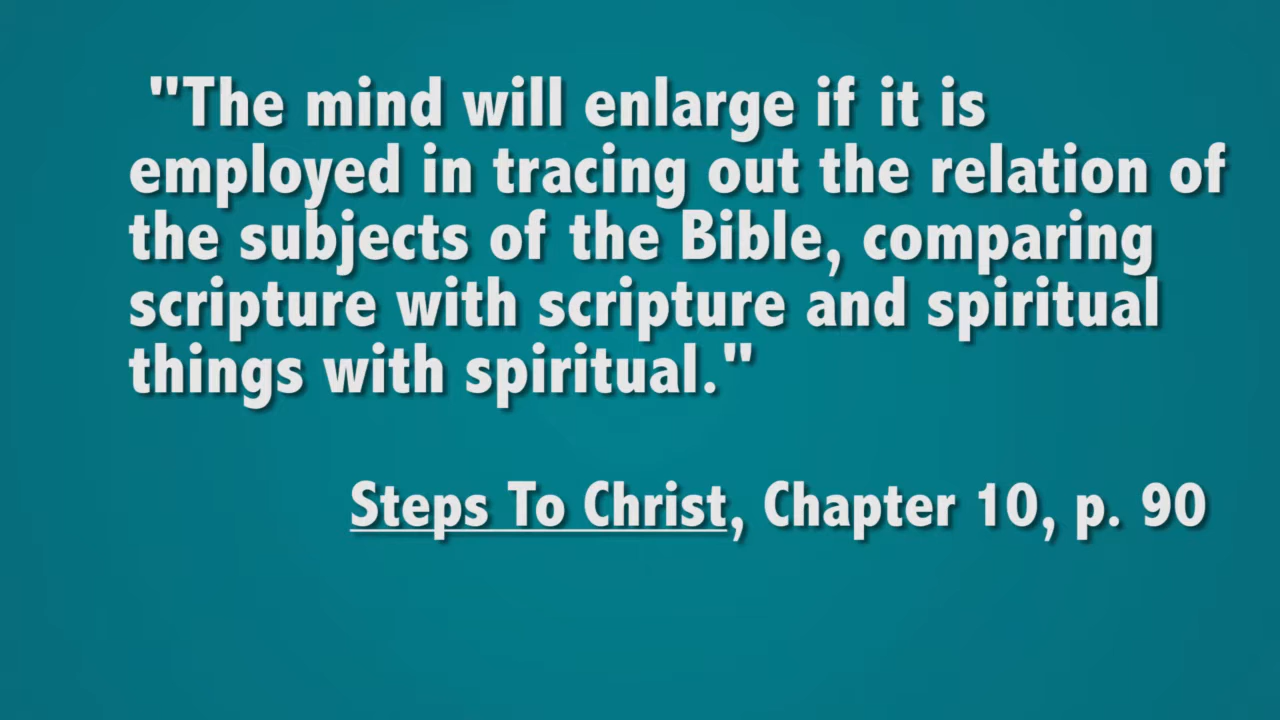 "The mind will enlarge if it is
employed in tracing out the relation of
the subjects of the Bible, comparing
scripture with scripture and spiritual
things with spiritual."
Steps To Christ, Chapter 10, p. 90